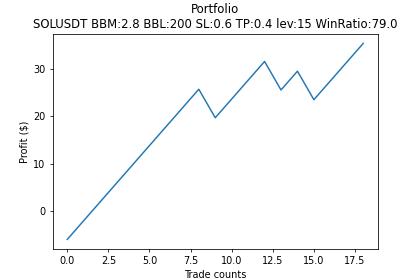 Portfolio
SOLUSDT BBM:2.8 BBL:200 SL:0.6 TP:0.4 lev:15 WinRatio:79.0
Profit ($)
30
20
10
0
0.0 2.5 5.0 7.5 10.0 12.5 15.0 17.5
Trade counts